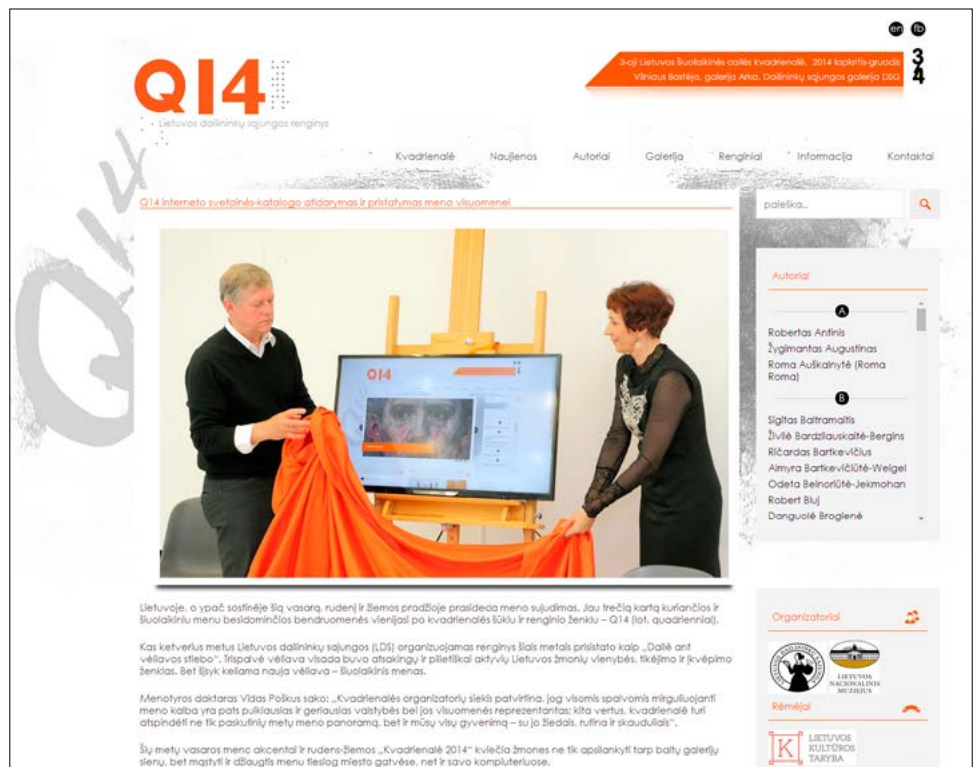 en fb
3-oji Lietuvos šiuolaikinės dailės kvadrienalė, 2014 lapkritis-gruodis
Vilniaus Bastėja, galerija Arka, Dailininkų sąjungos galerija DSG
3/4
Q14
Lietuvos dailininkų sąjungos renginys
Kvadrienalė Naujienos Autoriai Galerija Renginiai Informacija Kontaktai
Q14 interneto svetainės-katalogo atidarymas ir pristatymas meno visuomenei
paieška..
Q14
Autoriai
A
Robertas Antinis
Žygimantas Augustinas
Roma Auškalnytė (Roma
Roma)
B
Sigitas Baltramaitis
Živilė Bardzilauskaitė-Bergins
Ričardas Bartkevičius
Almyra Bartkevičiūtė-Weigel
Odeta Beinoriūtė-Jekmohan
Robert Bluj
Danguolė Brogienė
Lietuvoje, o ypač sostinėje šią vasarą, rudenį ir žiemos pradžioje prasideda meno sujudimas. Jau trečią kartą kuriančios ir
šiuolaikiniu menu besidominčios bendruomenės vienijasi po kvadrienalės šūkiu ir renginio ženklu – Q14 (lot. quadriennial).
Kas ketverius metus Lietuvos dailininkų sąjungos (LDS) organizuojamas renginys šiais metais prisistato kaip „Dailė ant
vėliavos stiebo“. Trispalvė vėliava visada buvo atsakingų ir pilietiškai aktyvių Lietuvos žmonių vienybės, tikėjimo ir įkvėpimo
ženklas. Bet išsyk keliama nauja vėliava – šiuolaikinis menas.
Menotyros daktaras Vidas Poškus sako: „Kvadrienalės organizatorių siekis patvirtina, jog visomis spalvomis mirguliuojanti
meno kalba yra pats puikiausias ir geriausias valstybės bei jos visuomenės reprezentantas; kita vertus, kvadrienalė turi
atspindėti ne tik paskutinių metų meno panoramą, bet ir mūsų visų gyvenimą – su jo žiedais, rutina ir skauduliais“.
Šių metų vasaros meno akcentai ir rudens-žiemos „Kvadrienalė 2014“ kviečia žmones ne tik apsilankyti tarp baltų galerijų
sienų, bet mąstyti ir džiaugtis menu tiesiog miesto gatvėse, net ir savo kompiuteriuose.
Organizatoriai
LIETUVOS
NACIONALINIS
MUZIEJUS
Rėmėjai
K
LIETUVOS
KULTŪROS
TARYBA